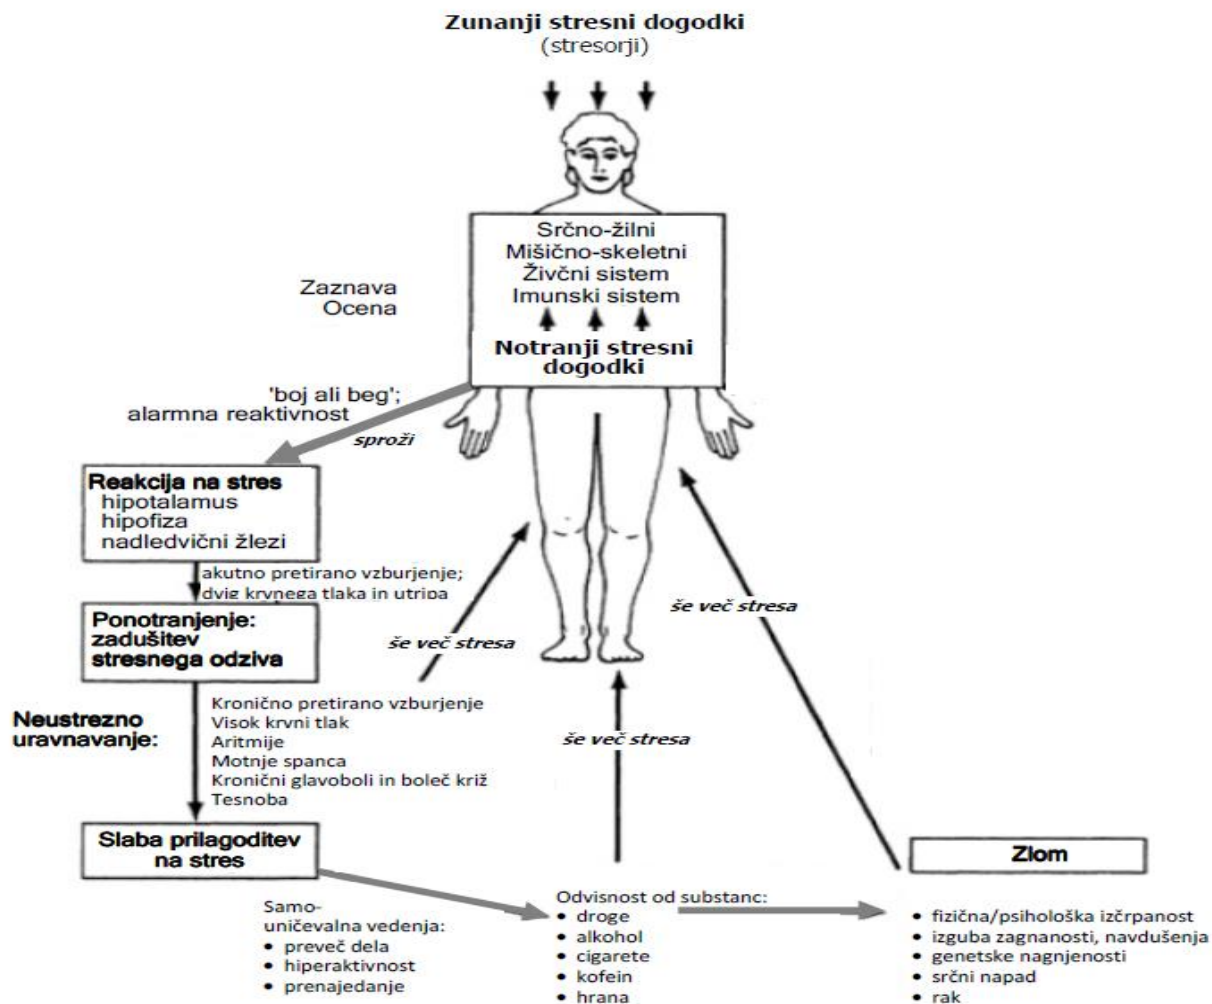 Zunanji stresni dogodki
(stresorji)
Srčno-žilni
Mišično-skeletni
Živčni sistem
Imunski sistem
Notranji stresni
dogodki
Zaznava
Ocena
'boj ali beg';
alarmna reaktivnost
sproži
Reakcija na stres
hipotalamus
hipofiza
nadledvični žlezi
akutno pretirano vzburjenje;
dvig krvnega tlaka in utripa
Ponotranjenje:
zadušitev
stresnega odziva
še več stresa
še več stresa
še več stresa
Neustrezno
uravnavanje:
Kronično pretirano vzburjenje
Visok krvni tlak
Aritmije
Motnje spanca
Kronični glavoboli in boleč križ
Tesnoba
Slaba prilagoditev
na stres
Samo-
uničevalna vedenja:
• preveč dela
• hiperaktivnost
• prenajedanje
Odvisnost od substanc:
• droge
• alkohol
• cigarete
• kofein
• hrana
Zlom
• fizična/psihološka izčrpanost
• izguba zagnanosti, navdušenja
• genetske nagnjenosti
• srčni napad
• rak